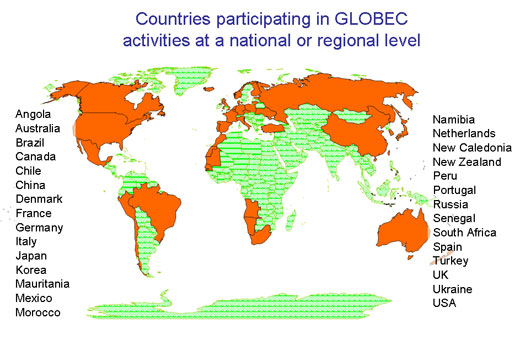 Countries participating in GLOBEC
activities at a national or regional level
Angola
Australia
Brazil
Canada
Chile
China
Denmark
France
Germany
Italy
Japan
Korea
Mauritania
Mexico
Morocco
Namibia
Netherlands
New Caledonia
New Zealand
Peru
Portugal
Russia
Senegal
South Africa
Spain
Turkey
UK
Ukraine
USA